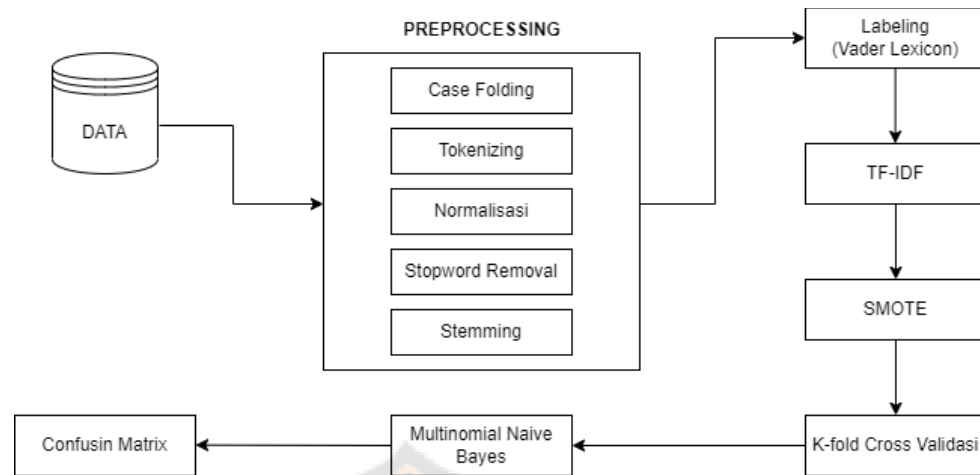 PREPROCESSING
DATA
Case Folding
Tokenizing
Normalisasi
Stopword Removal
Stemming
Labeling
(Vader Lexicon)
TF-IDF
SMOTE
K-fold Cross Validasi
Multinomial Naive
Bayes
Confusin Matrix